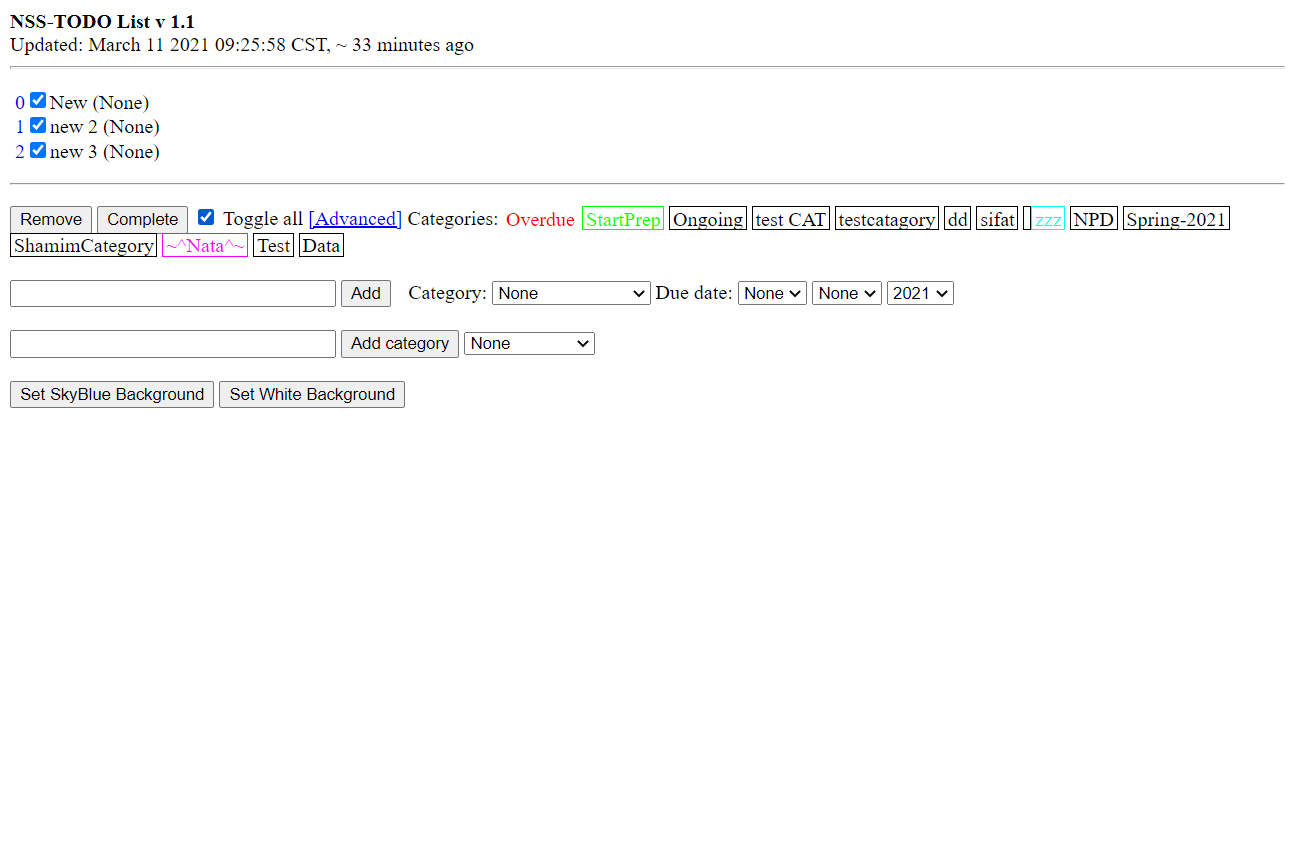 NSS-TODO List v 1.1
Updated: March 11 2021 09:25:58 CST, ~ 33 minutes ago
0 New (None)
1 new 2 (None)
2 new 3 (None)
Remove Complete Toggle all [Advanced] Categories: Overdue StartPrep Ongoing test CAT testcatagory dd sifat zzz NPD Spring-2021
ShamimCategory ~^Nata^~ Test Data
Add Category: None Due date: None None 2021
Add category None
Set SkyBlue Background Set White Background